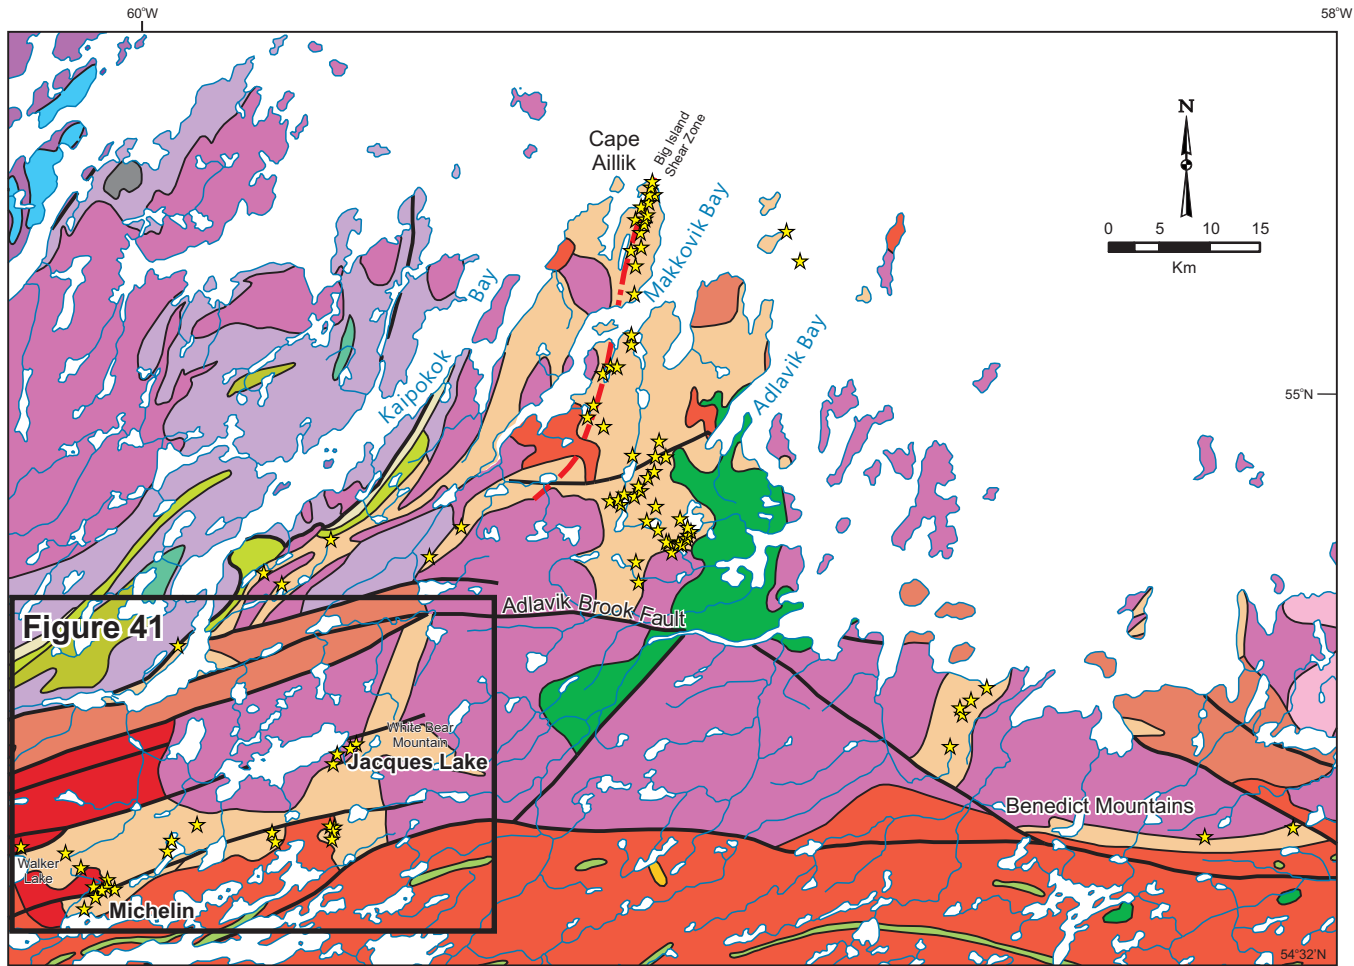 60°W
58°W
Cape
Aillik
Big Island
Shear Zone
N
0 5 10 15
Km
Makkovik Bay
Kaipokok
Bay
Adlavik Bay
55°N
Figure 41
Adlavik Brook Fault
White Bear
Mountain
Jacques Lake
Benedict Mountains
Walker
Lake
Michelin
54°32'N